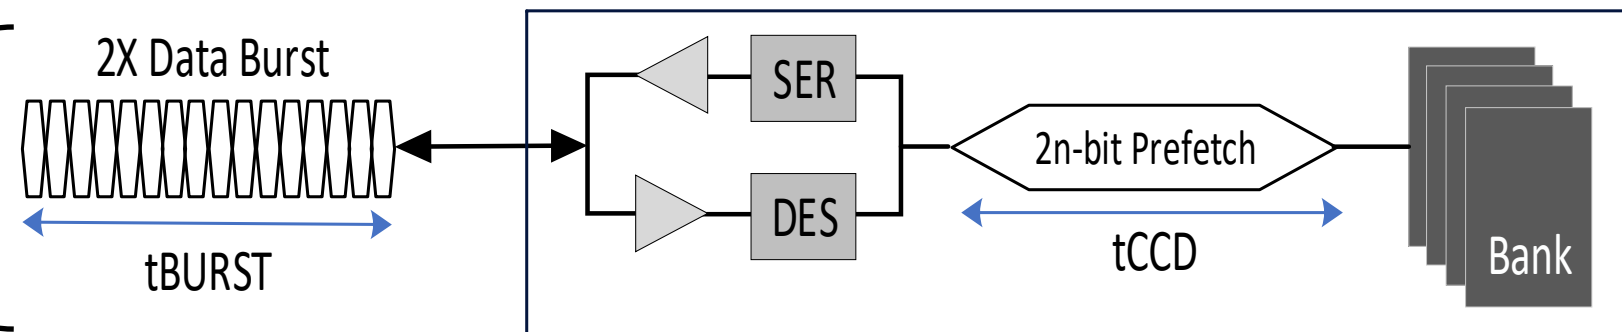 2X Data Burst
tBURST
SER
DES
2n-bit Prefetch
tCCD
Bank